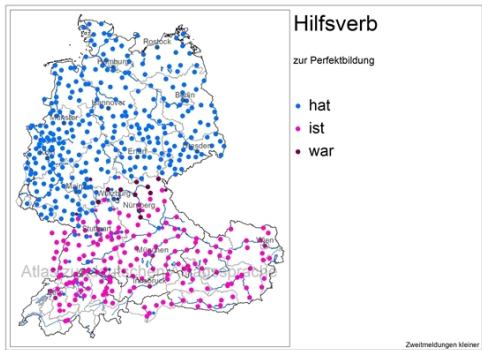 Hilfsverb
zur Perfektbildung
hat
ist
war
Rostock
Hamburg
Berlin
Hannover
Münster
Erfurt
Dresden
Mainz
Würzburg
Nürnberg
Stuttgart
Wien
München
Atlas zur deutschen Alltagssprache
Innsbruck
Zweitmeldungen kleiner